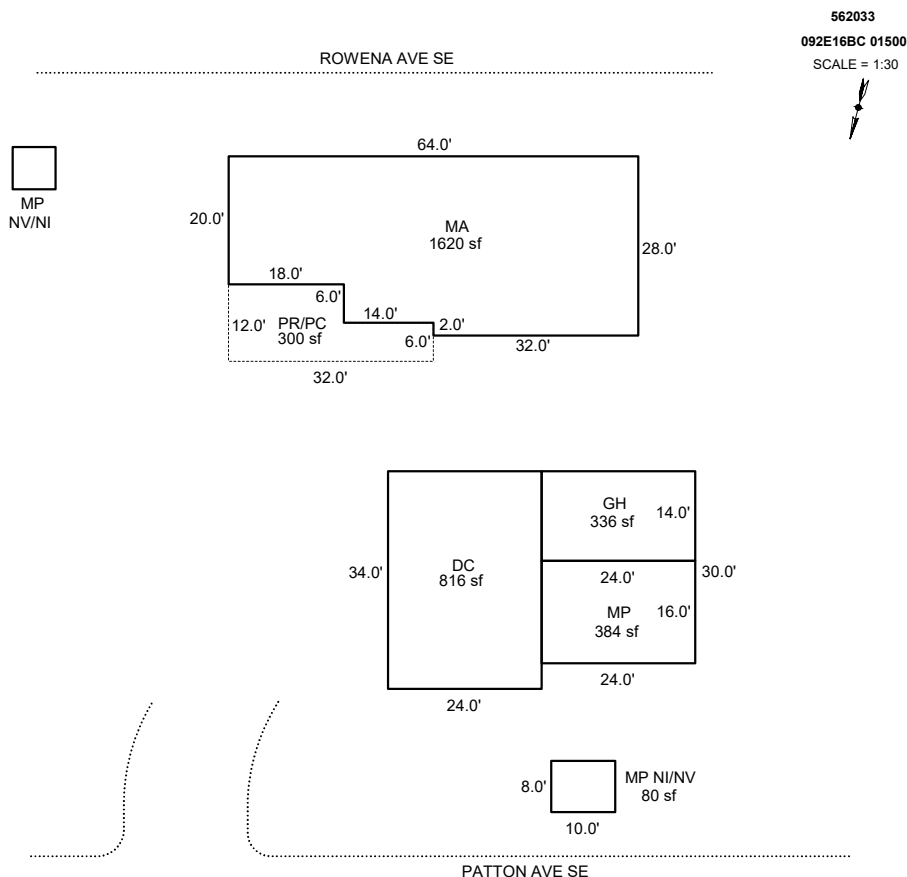 562033
092E16BC 01500
SCALE = 1:30
ROWENA AVE SE
MP
NV/NI
64.0'
20.0'
MA
1620 sf
28.0'
18.0'
6.0'
14.0'
2.0'
12.0'
PR/PC
300 sf
6.0'
32.0'
32.0'
34.0'
DC
816 sf
GH
336 sf
14.0'
24.0'
30.0'
MP
384 sf
16.0'
24.0'
24.0'
8.0'
MP NI/NV
80 sf
10.0'
PATTON AVE SE